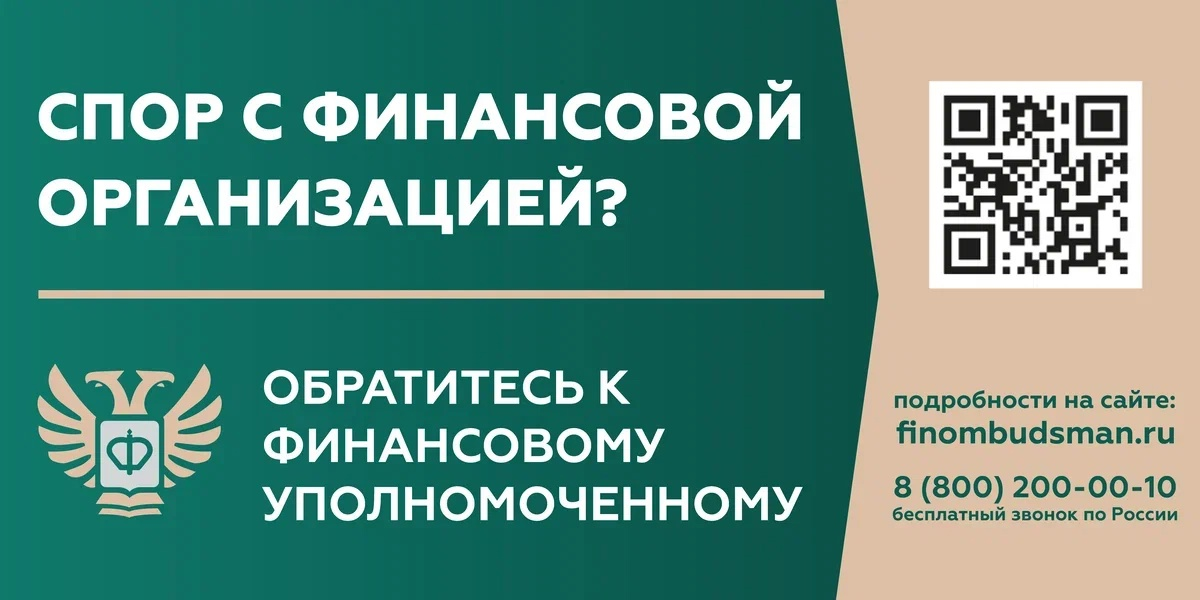 СПОР С ФИНАНСОВОЙ
ОРГАНИЗАЦИЕЙ?
ОБРАТИТЕСЬ К
ФИНАНСОВОМУ
УПОЛНОМОЧЕННОМУ
Ф
подробности на сайте:
finombudsman.ru
8 (800) 200-00-10
бесплатный звонок по России